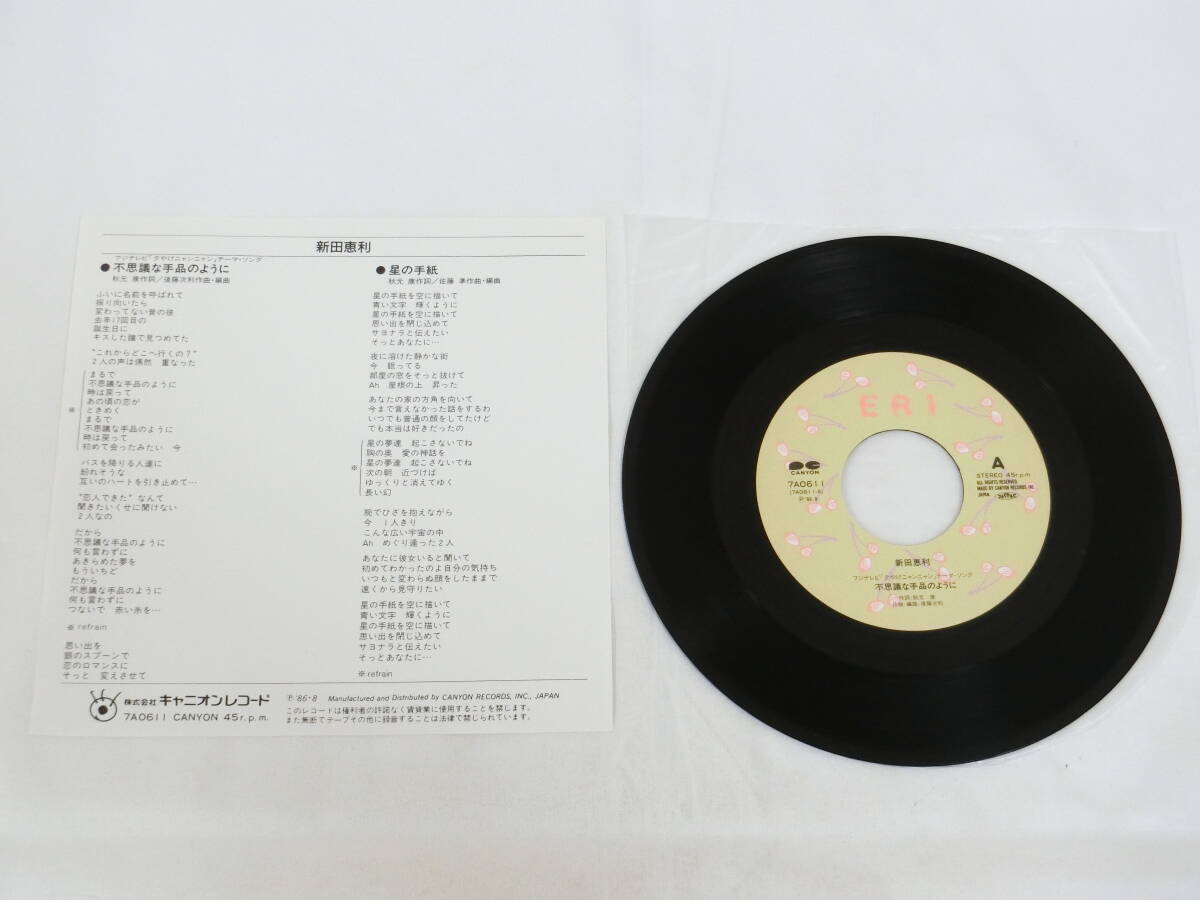 新田恵利
フジテレビ「夕やけニャンニャン」テーマ・ソング
●不思議な手品のように
秋元 康作詞／後藤次利作曲・編曲
ふいに名前を呼ばれて
振り向いたら
変わってない昔の彼
去年17回目の
誕生日に
キスした瞳で見つめてた
“これからどこへ行くの？”
2人の声は偶然 重なった
まるで
不思議な手品のように
時は戻って
あの頃の恋が
※ ときめく
まるで
不思議な手品のように
時は戻って
初めて会ったみたい 今
バスを降りる人達に
紛れそうな
互いのハートを引き止めて…
“恋人できた”なんて
聞きたいくせに聞けない
2人なの
だから
不思議な手品のように
何も言わずに
あきらめた夢を
もういちど
だから
不思議な手品のように
何も言わずに
つないで 赤い糸を…
※ refrain
思い出を
銀のスプーンで
恋のロマンスに
そっと 変えさせて
●星の手紙
秋元 康作詞／佐藤 準作曲・編曲
星の手紙を空に描いて
青い文字 輝くように
星の手紙を空に描いて
思い出を閉じ込めて
サヨナラと伝えたい
そっとあなたに…
夜に溶けた静かな街
今 眠ってる
部屋の窓をそっと抜けて
Ah 屋根の上 昇った
あなたの家の方角を向いて
今まで言えなかった話をするわ
いつでも普通の顔をしてたけど
でも本当は好きだったの
星の夢達 起こさないでね
胸の奥 愛の神話を
※ 星の夢達 起こさないでね
次の朝 近づけば
ゆっくりと消えてゆく
長い幻
腕でひざを抱えながら
今 1人きり
こんな広い宇宙の中
Ah めぐり逢った2人
あなたに彼女いると聞いて
初めてわかったのよ自分の気持ち
いつもと変わらぬ顔をしたままで
遠くから見守りたい
星の手紙を空に描いて
青い文字 輝くように
星の手紙を空に描いて
思い出を閉じ込めて
サヨナラと伝えたい
そっとあなたに…
※ refrain
株式会社 キャニオンレコード
7A0611 CANYON 45r.p.m.
Ⓟ '86・8 Manufactured and Distributed by CANYON RECORDS, INC., JAPAN
このレコードは権利者の許諾なく賃貸業に使用することを禁じます。
また無断でテープその他に録音することは法律で禁じられています。
ERI
CANYON
7A0611
(7A0611-A)
Ⓟ '86. 8
A
STEREO 45r.p.m.
ALL RIGHTS RESERVED.
MADE BY CANYON RECORDS, INC.
JAPAN
新田恵利
フジテレビ「夕やけニャンニャン」テーマ・ソング
不思議な手品のように
作詞:秋元 康
作曲・編曲:後藤次利